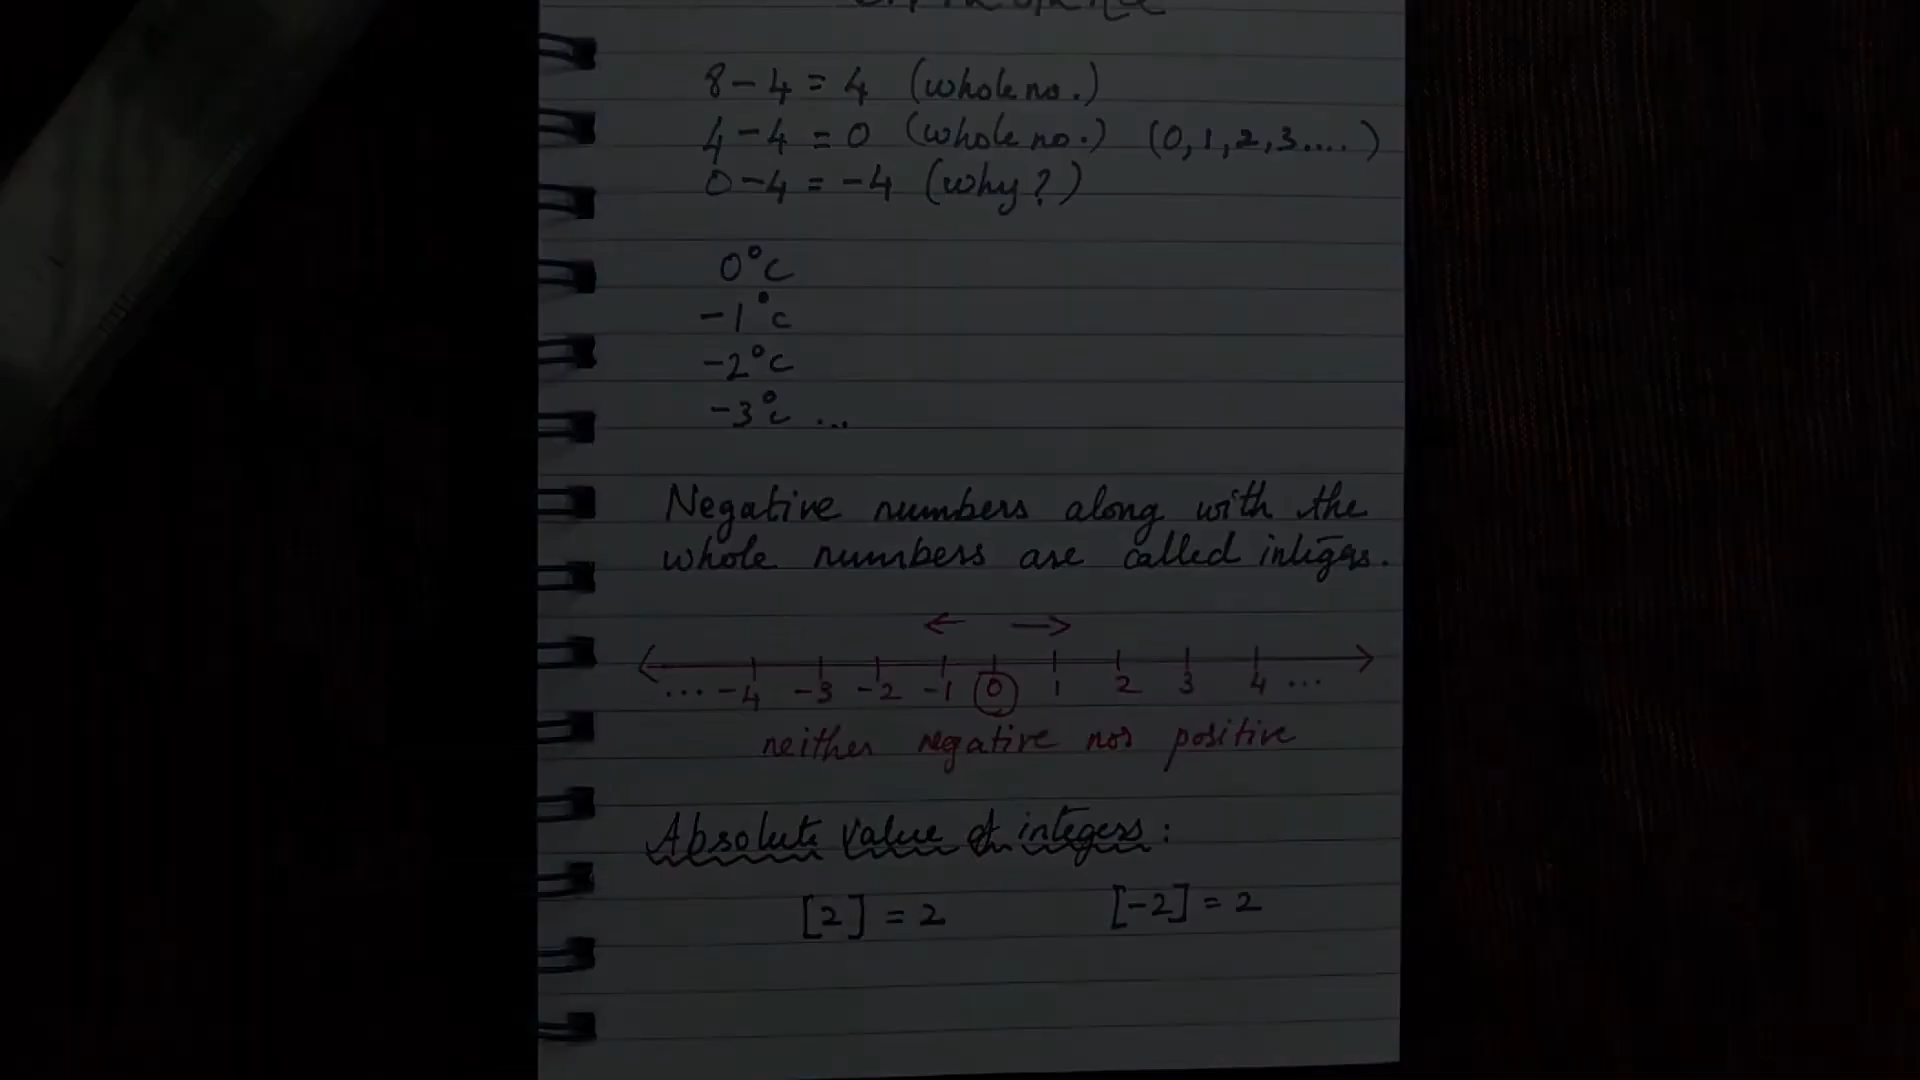 8 - 4 = 4 (whole no.)
4 - 4 = 0 (whole no.) (0, 1, 2, 3....)
0 - 4 = -4 (why?)
0°C
-1°C
-2°C
-3°C ...
Negative numbers along with the
whole numbers are called integers.
← →
... -4 -3 -2 -1 0 1 2 3 4 ...
neither negative nor positive
Absolute value of integers :
[2] = 2 [-2] = 2